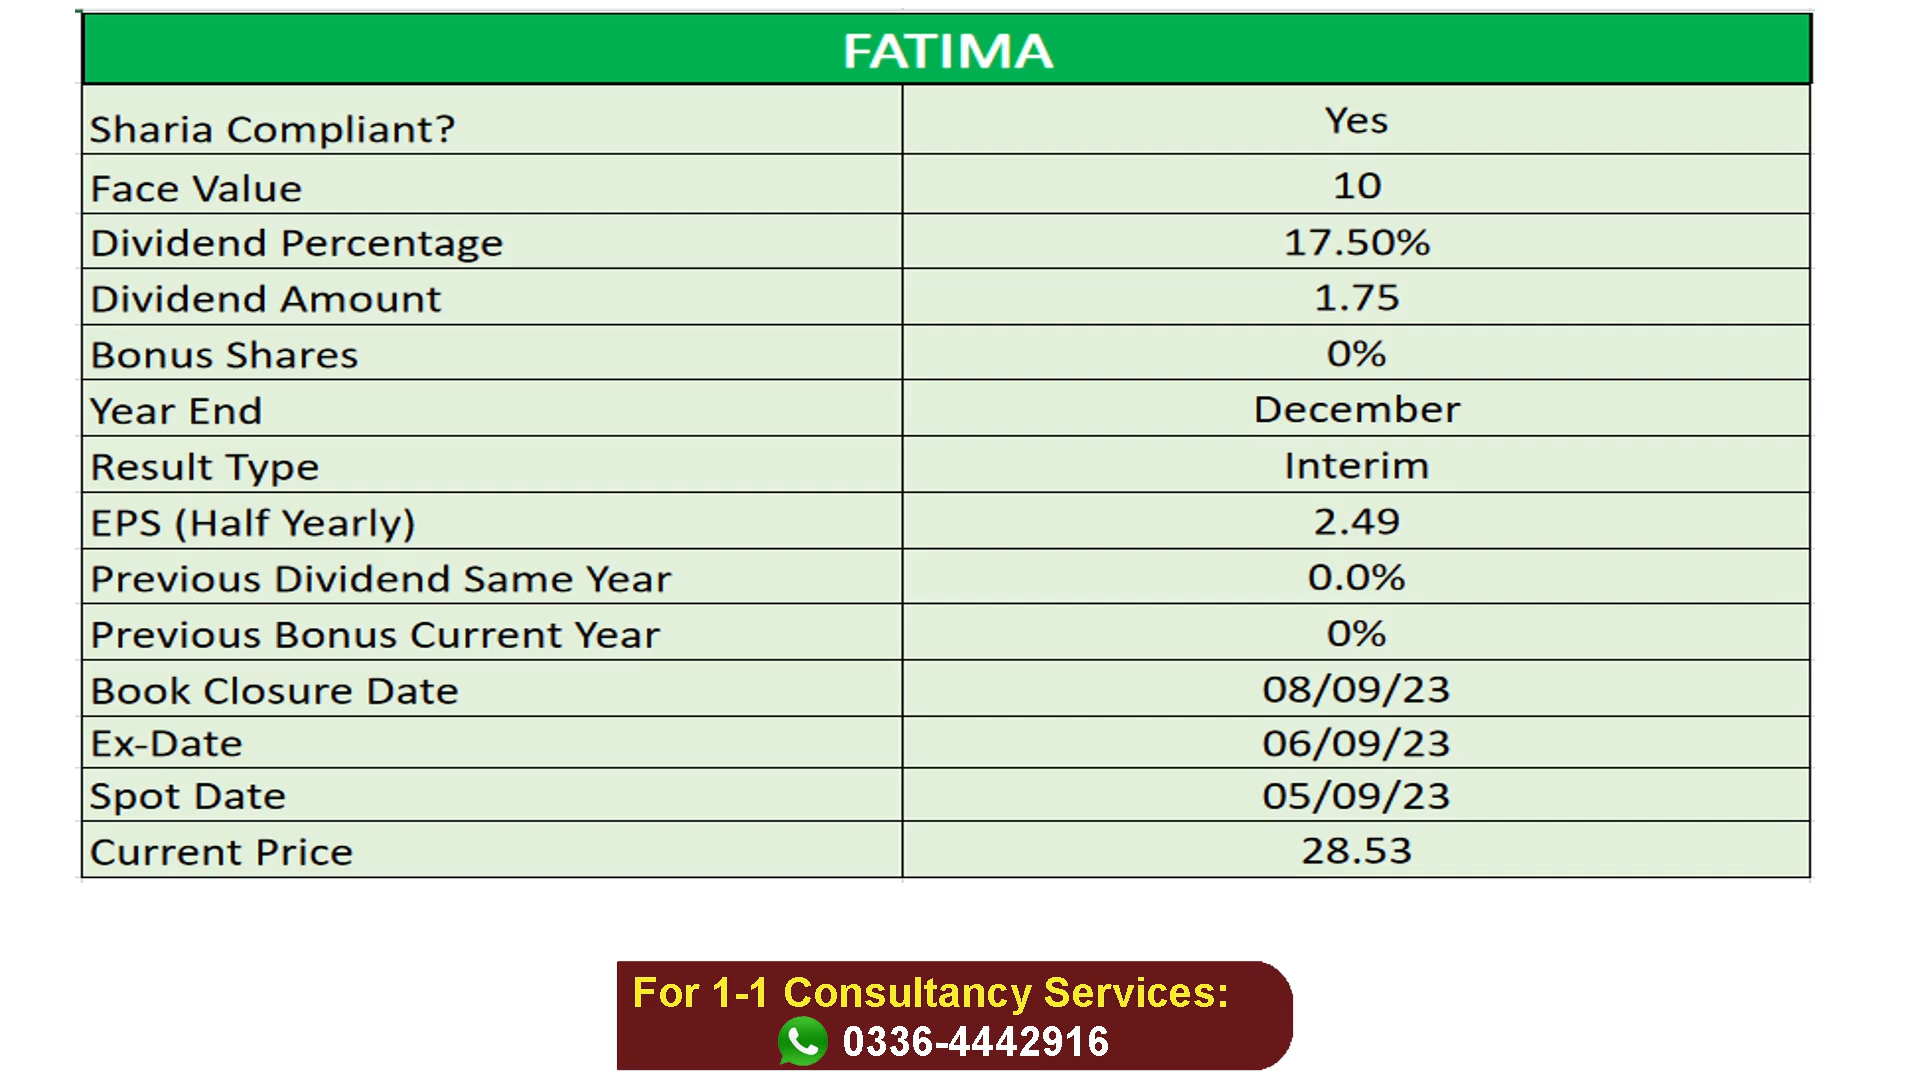 FATIMA
Sharia Compliant? Yes
Face Value 10
Dividend Percentage 17.50%
Dividend Amount 1.75
Bonus Shares 0%
Year End December
Result Type Interim
EPS (Half Yearly) 2.49
Previous Dividend Same Year 0.0%
Previous Bonus Current Year 0%
Book Closure Date 08/09/23
Ex-Date 06/09/23
Spot Date 05/09/23
Current Price 28.53
For 1-1 Consultancy Services:
0336-4442916